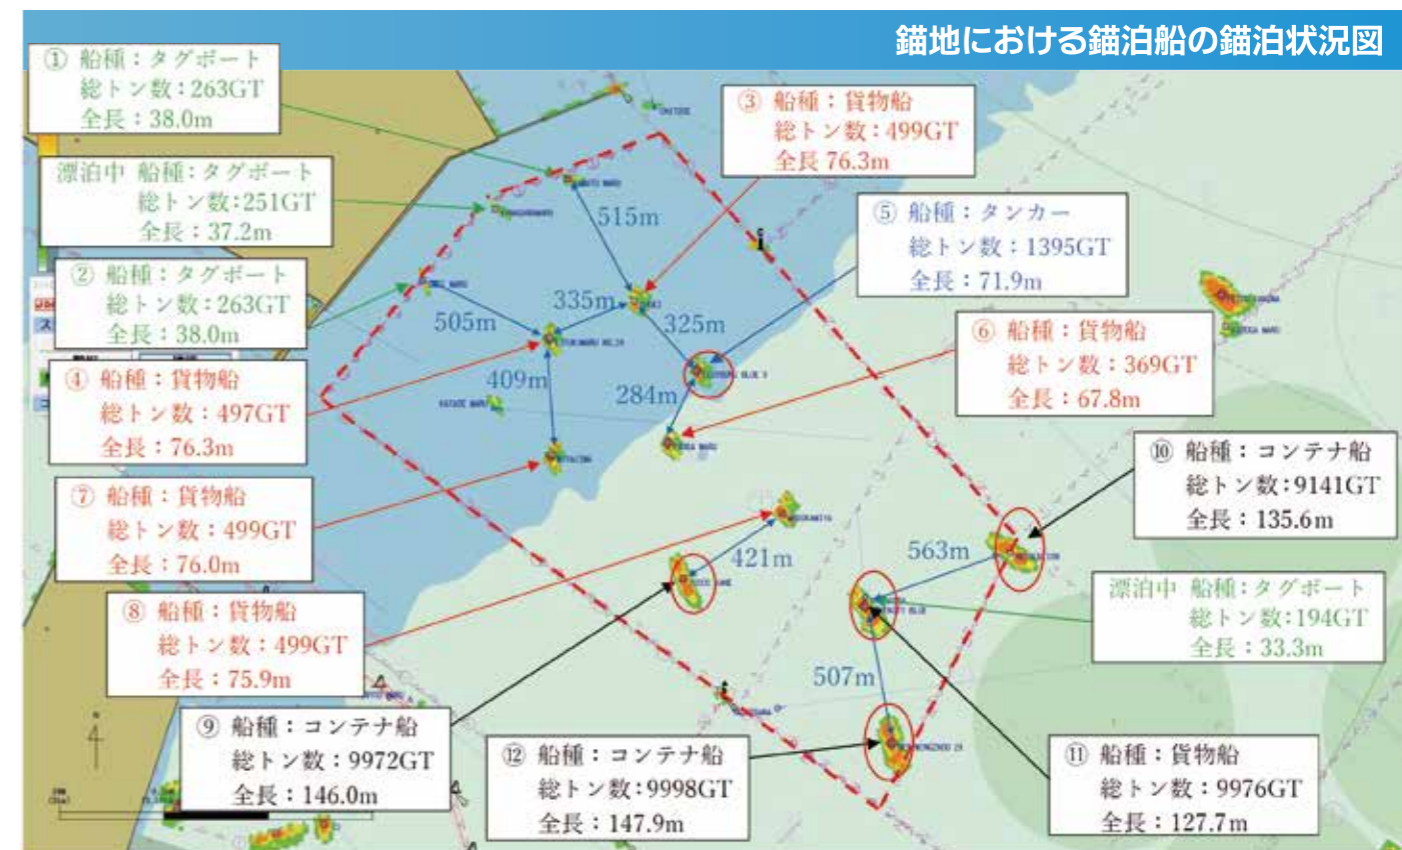 錨地における錨泊船の錨泊状況図
① 船種：タグボート
総トン数：263GT
全長：38.0m
漂泊中 船種：タグボート
総トン数：251GT
全長：37.2m
② 船種：タグボート
総トン数：263GT
全長：38.0m
③ 船種：貨物船
総トン数：499GT
全長 76.3m
④ 船種：貨物船
総トン数：497GT
全長：76.3m
⑤ 船種：タンカー
総トン数：1395GT
全長：71.9m
⑥ 船種：貨物船
総トン数：369GT
全長：67.8m
⑦ 船種：貨物船
総トン数：499GT
全長：76.0m
⑧ 船種：貨物船
総トン数：499GT
全長：75.9m
⑨ 船種：コンテナ船
総トン数：9972GT
全長：146.0m
⑩ 船種：コンテナ船
総トン数：9141GT
全長：135.6m
漂泊中 船種：タグボート
総トン数：194GT
全長：33.3m
⑪ 船種：貨物船
総トン数：9976GT
全長：127.7m
⑫ 船種：コンテナ船
総トン数：9998GT
全長：147.9m
515m
335m
325m
505m
409m
284m
421m
563m
507m